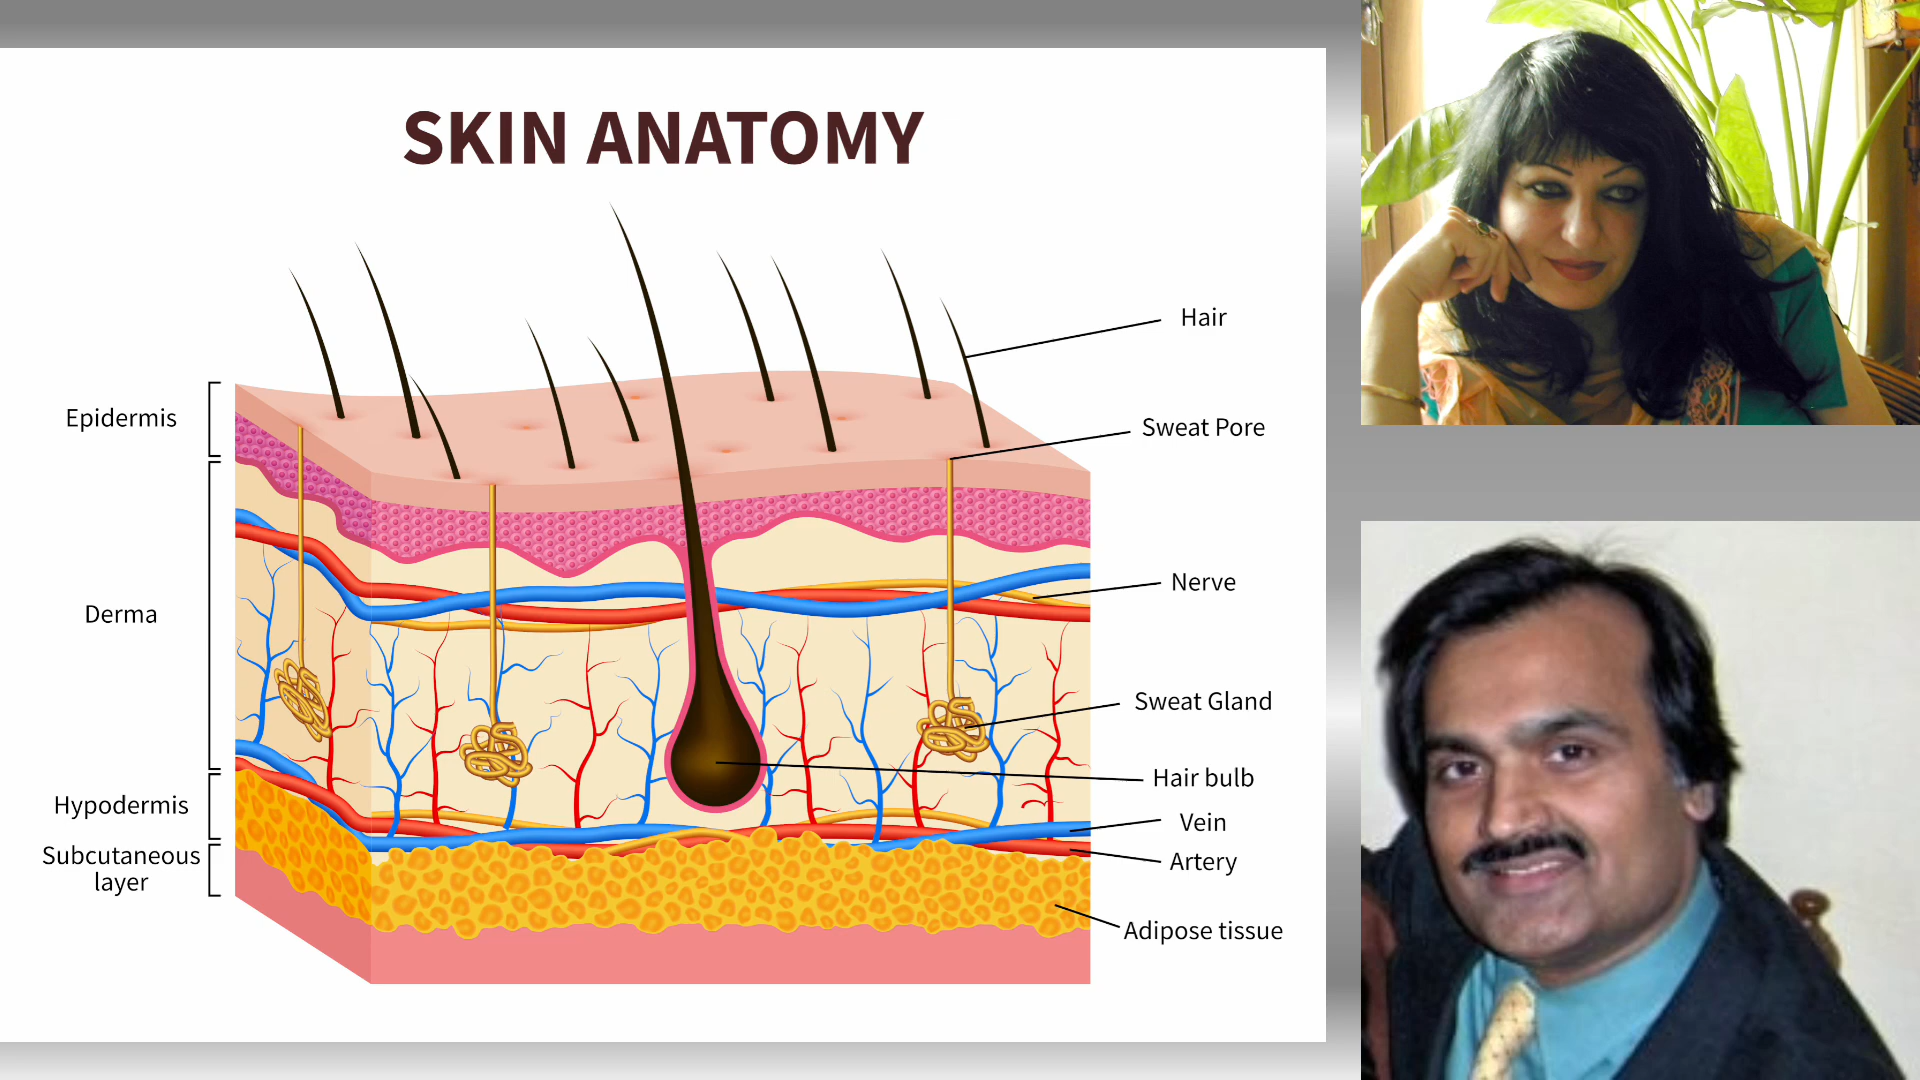 SKIN ANATOMY
Epidermis
Derma
Hypodermis
Subcutaneous
layer
Hair
Sweat Pore
Nerve
Sweat Gland
Hair bulb
Vein
Artery
Adipose tissue